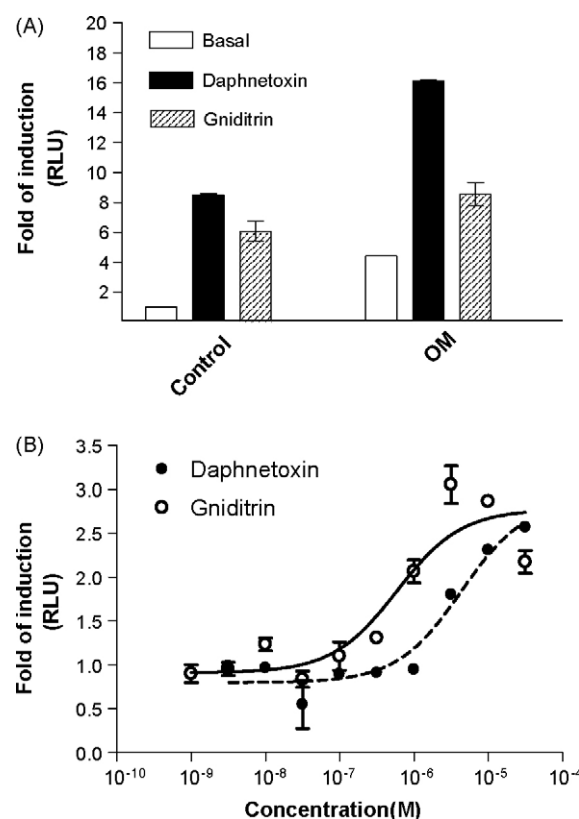 (A)
Fold of induction
(RLU)
20
18
16
14
12
10
8
6
4
2
Basal
Daphnetoxin
Gniditrin
Control
OM
(B)
Fold of induction
(RLU)
3.5
3.0
2.5
2.0
1.5
1.0
0.5
0.0
Daphnetoxin
Gniditrin
10⁻¹⁰ 10⁻⁹ 10⁻⁸ 10⁻⁷ 10⁻⁶ 10⁻⁵ 10⁻⁴
Concentration(M)